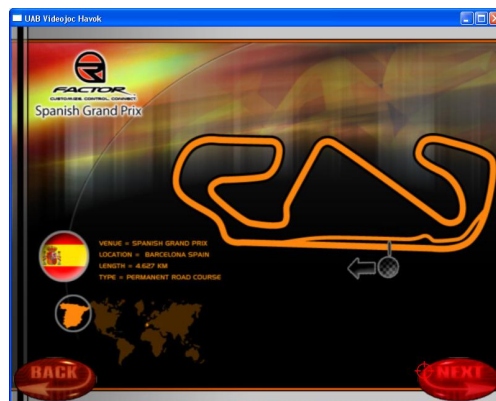 UAB Videojoc Havok
FACTOR
CUSTOMIZE. CONTROL. CONNECT.
Spanish Grand Prix
VENUE = SPANISH GRAND PRIX
LOCATION = BARCELONA SPAIN
LENGTH = 4.627 KM
TYPE = PERMANENT ROAD COURSE
BACK
NEXT